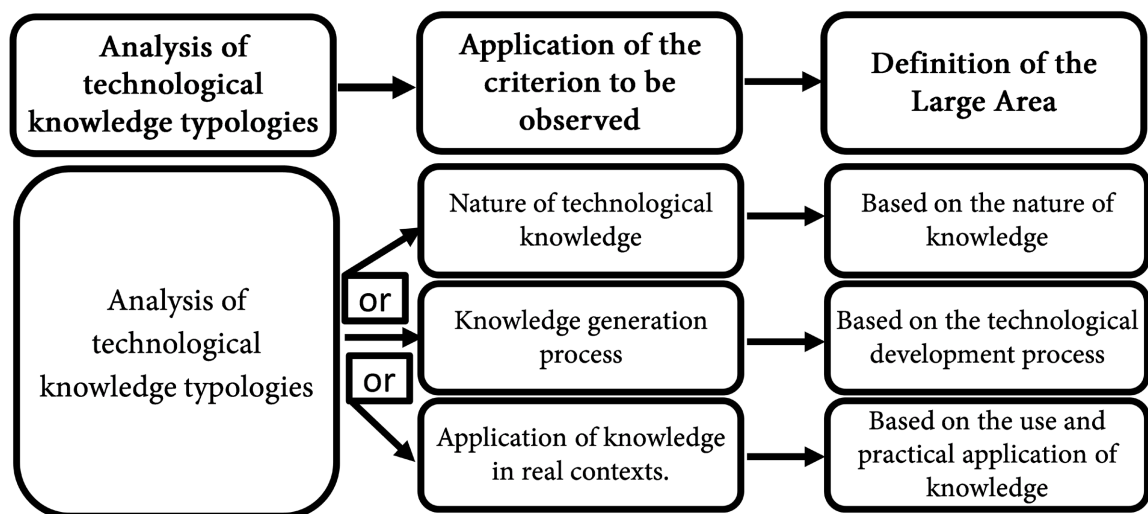 Analysis of
technological
knowledge typologies
Application of the
criterion to be
observed
Definition of the
Large Area
Analysis of
technological
knowledge typologies
or
or
Nature of technological
knowledge
Based on the nature of
knowledge
Knowledge generation
process
Based on the technological
development process
Application of knowledge
in real contexts.
Based on the use and
practical application of
knowledge